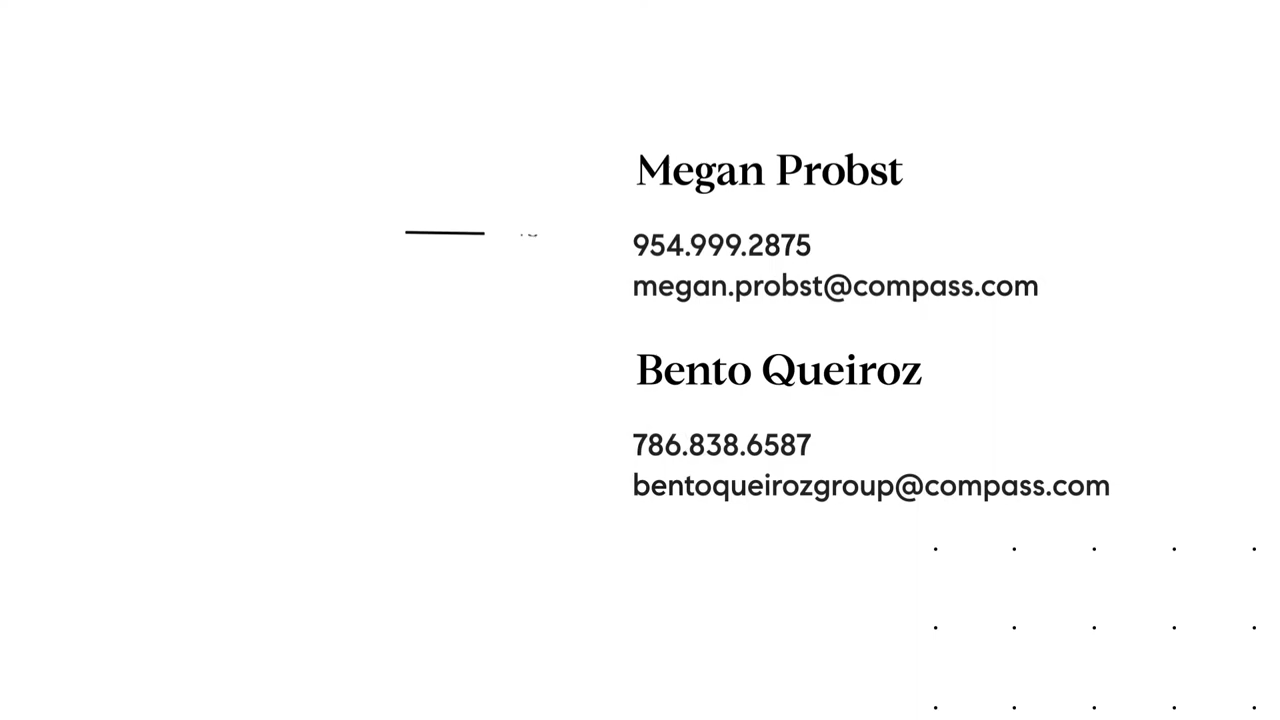 Megan Probst
954.999.2875
megan.probst@compass.com
Bento Queiroz
786.838.6587
bentoqueirozgroup@compass.com